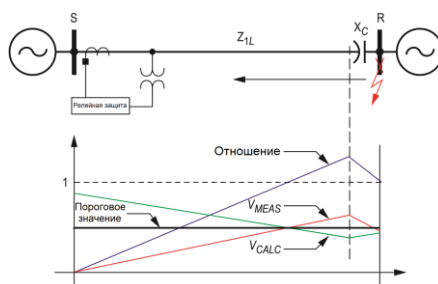 S
Z1L
XC
R
Релейная защита
Отношение
1
Пороговое
значение
VMEAS
VCALC